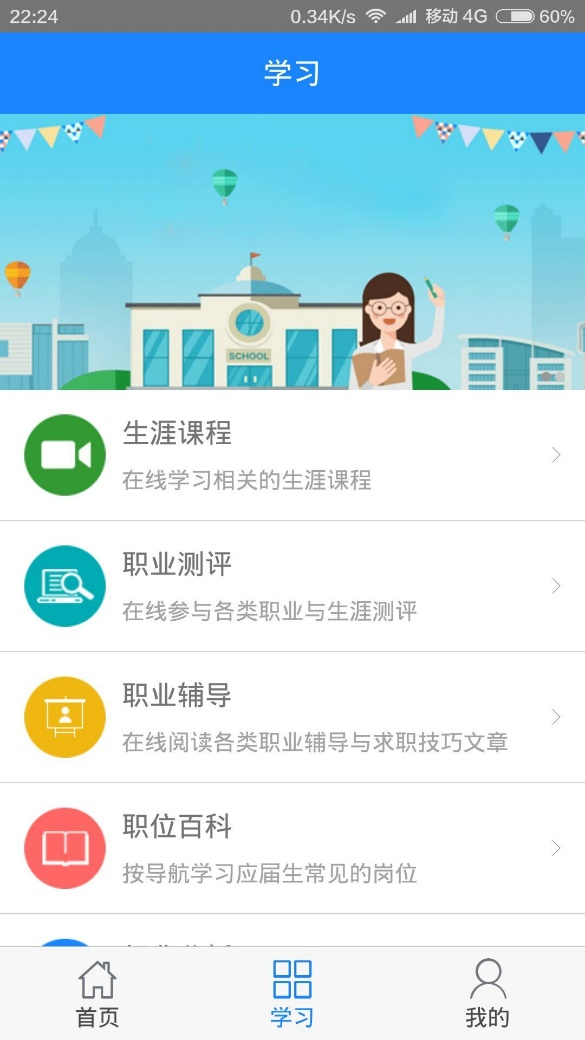 22:24 0.34K/s 移动 4G 60%
学习
SCHOOL
生涯课程
在线学习相关的生涯课程
职业测评
在线参与各类职业与生涯测评
职业辅导
在线阅读各类职业辅导与求职技巧文章
职位百科
按导航学习应届生常见的岗位
首页 学习 我的